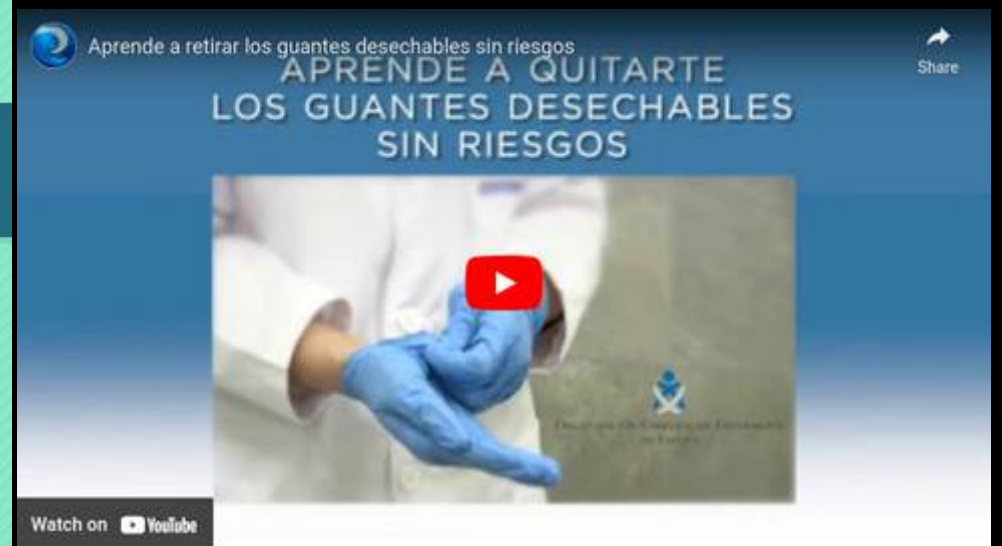 Aprende a retirar los guantes desechables sin riesgos
Share
APRENDE A QUITARTE
LOS GUANTES DESECHABLES
SIN RIESGOS
Watch on YouTube